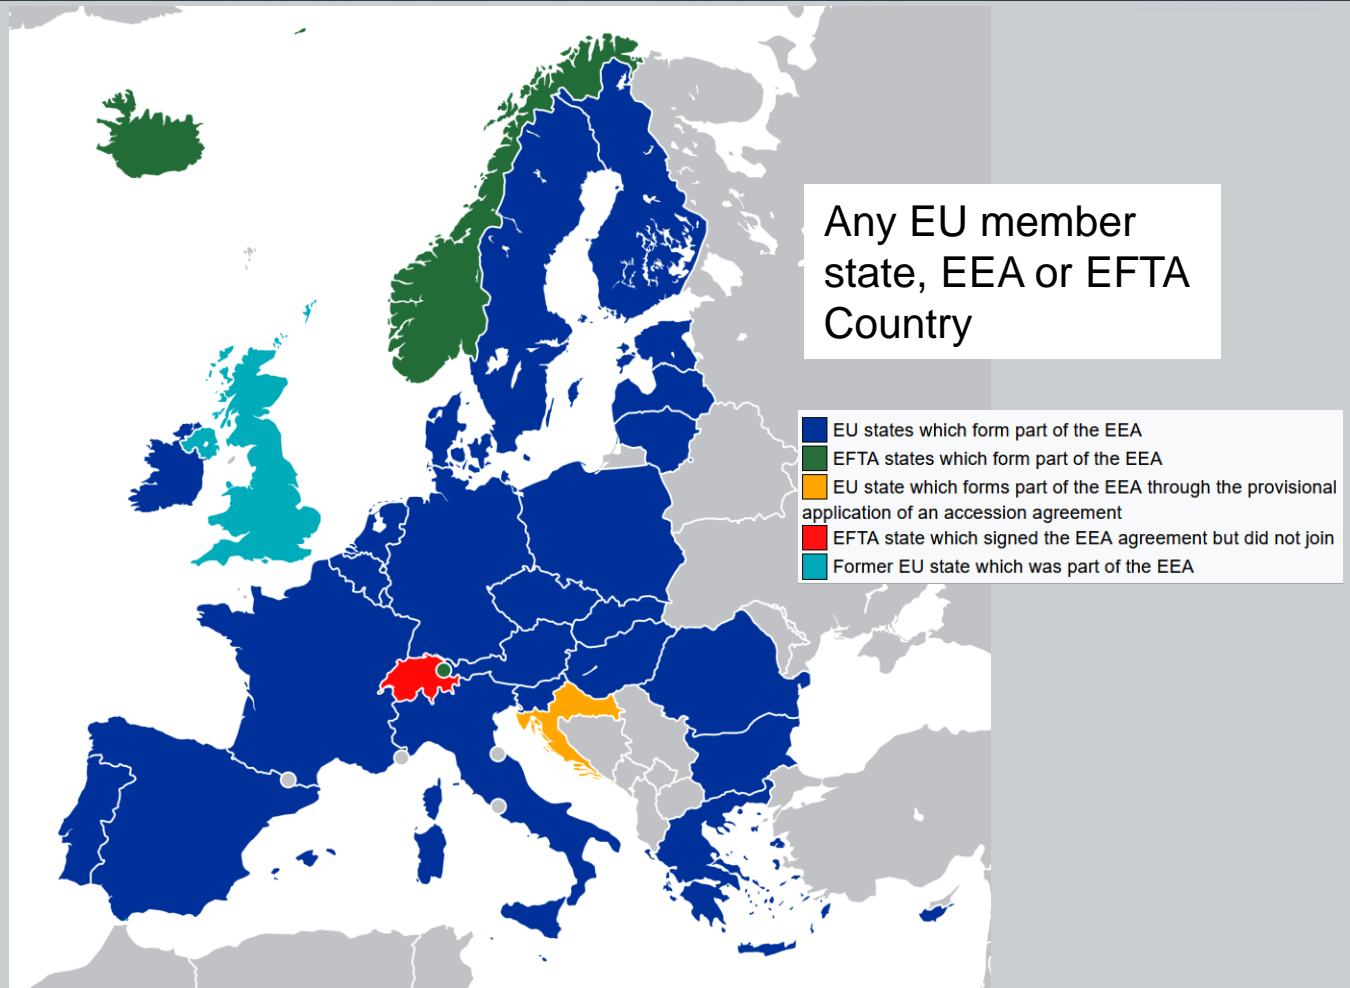 Any EU member
state, EEA or EFTA
Country
EU states which form part of the EEA
EFTA states which form part of the EEA
EU state which forms part of the EEA through the provisional
application of an accession agreement
EFTA state which signed the EEA agreement but did not join
Former EU state which was part of the EEA